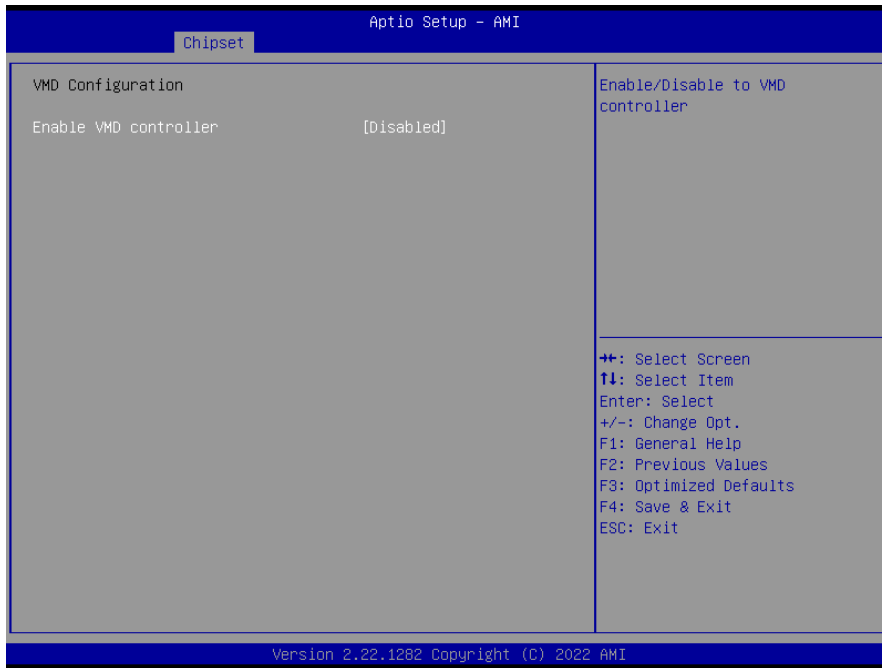 Aptio Setup – AMI
Chipset
VMD Configuration
Enable VMD controller [Disabled]
Enable/Disable to VMD
controller
→←: Select Screen
↑↓: Select Item
Enter: Select
+/-: Change Opt.
F1: General Help
F2: Previous Values
F3: Optimized Defaults
F4: Save & Exit
ESC: Exit
Version 2.22.1282 Copyright (C) 2022 AMI